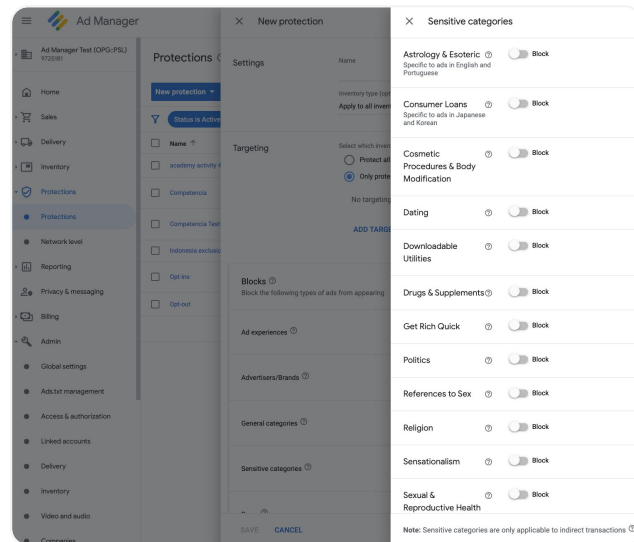 Ad Manager
Ad Manager Test (OPG::PSL)
9725181
Home
Sales
Delivery
Inventory
Protections
Protections
Network level
Reporting
Privacy & messaging
Billing
Admin
Global settings
Ads.txt management
Access & authorization
Linked accounts
Delivery
Inventory
Video and audio
Companies
Protections
New protection
Status is Active
Name
academy activity
Competencia
Competencia Test
Indonesia exclusio
Opt-ins
Opt-out
New protection
Settings
Name
Inventory type (opt
Apply to all invent
Targeting
Select which inven
Protect all
Only prote
No targeting
ADD TARGE
Blocks
Block the following types of ads from appearing
Ad experiences
Advertisers/Brands
General categories
Sensitive categories
SAVE CANCEL
Sensitive categories
Astrology & Esoteric Block
Specific to ads in English and
Portuguese
Consumer Loans Block
Specific to ads in Japanese
and Korean
Cosmetic Block
Procedures & Body
Modification
Dating Block
Downloadable Block
Utilities
Drugs & Supplements Block
Get Rich Quick Block
Politics Block
References to Sex Block
Religion Block
Sensationalism Block
Sexual & Block
Reproductive Health
Note: Sensitive categories are only applicable to indirect transactions